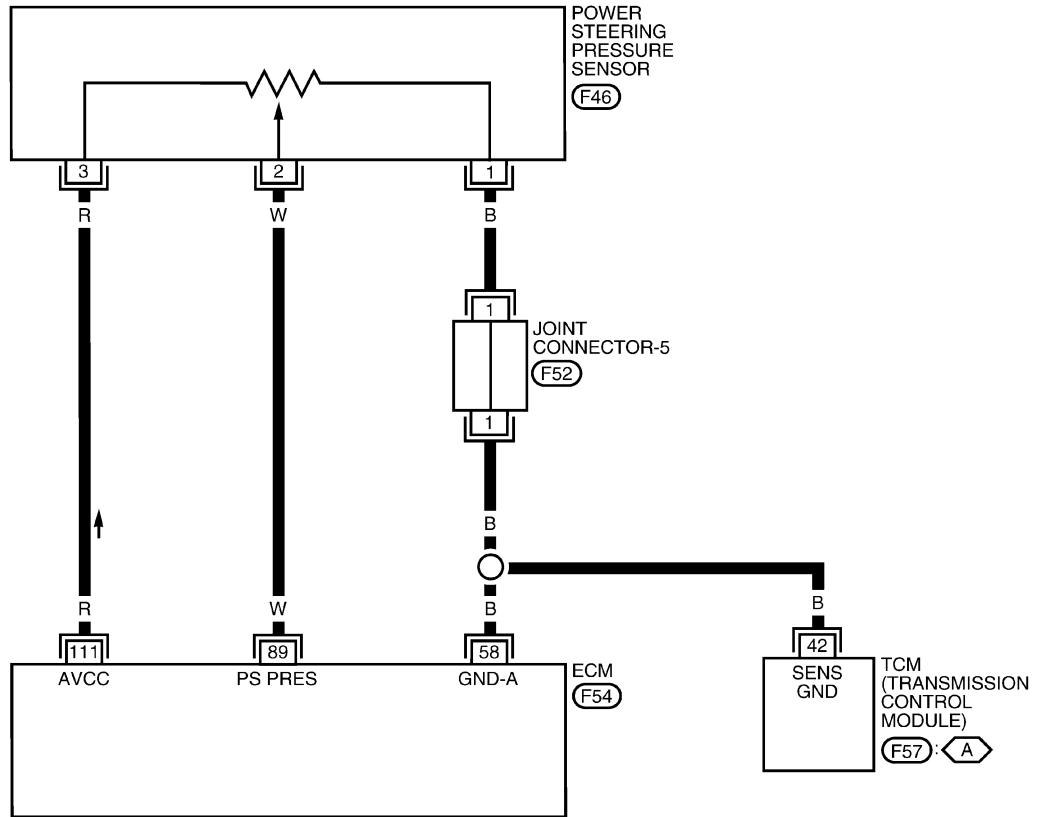 POWER
STEERING
PRESSURE
SENSOR
F46
3 2 1
R W B
1
JOINT
CONNECTOR-5
F52
1
B
R W B B
111 89 58 42
AVCC PS PRES GND-A
ECM
F54
SENS
GND
TCM
(TRANSMISSION
CONTROL
MODULE)
F57 : A